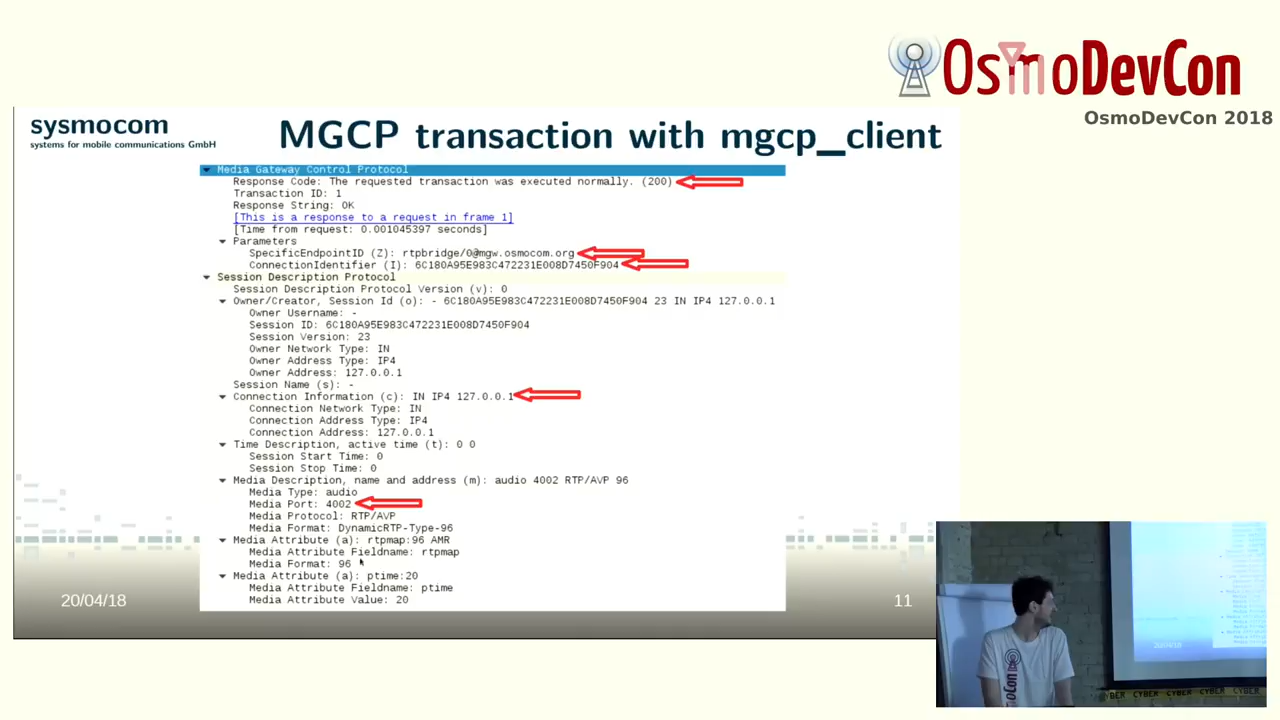 OsmoDevCon
OsmoDevCon 2018
sysmocom
systems for mobile communications GmbH
MGCP transaction with mgcp_client
Media Gateway Control Protocol
Response Code: The requested transaction was executed normally. (200)
Transaction ID: 1
Response String: OK
[This is a response to a request in frame 1]
[Time from request: 0.001045397 seconds]
Parameters
SpecificEndpointID (Z): rtpbridge/0@mgw.osmocom.org
ConnectionIdentifier (I): 6C180A95E983C472231E008D7450F904
Session Description Protocol
Session Description Protocol Version (v): 0
Owner/Creator, Session Id (o): - 6C180A95E983C472231E008D7450F904 23 IN IP4 127.0.0.1
Owner Username: -
Session ID: 6C180A95E983C472231E008D7450F904
Session Version: 23
Owner Network Type: IN
Owner Address Type: IP4
Owner Address: 127.0.0.1
Session Name (s): -
Connection Information (c): IN IP4 127.0.0.1
Connection Network Type: IN
Connection Address Type: IP4
Connection Address: 127.0.0.1
Time Description, active time (t): 0 0
Session Start Time: 0
Session Stop Time: 0
Media Description, name and address (m): audio 4002 RTP/AVP 96
Media Type: audio
Media Port: 4002
Media Protocol: RTP/AVP
Media Format: DynamicRTP-Type-96
Media Attribute (a): rtpmap:96 AMR
Media Attribute Fieldname: rtpmap
Media Format: 96
Media Attribute (a): ptime:20
Media Attribute Fieldname: ptime
Media Attribute Value: 20
20/04/18
11
CYBER CYBER CYBER CYBER